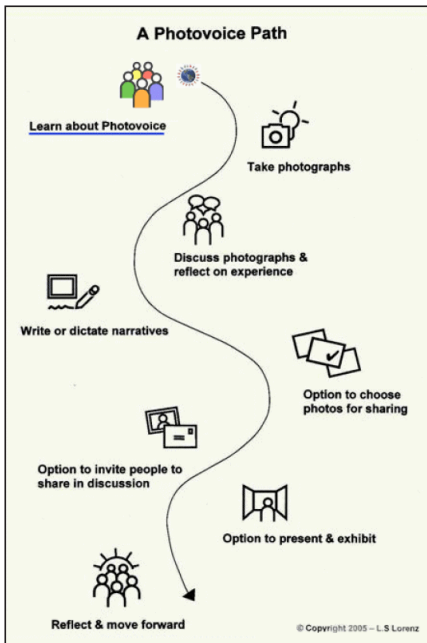 A Photovoice Path
Learn about Photovoice
Take photographs
Discuss photographs &
reflect on experience
Write or dictate narratives
Option to choose
photos for sharing
Option to invite people to
share in discussion
Option to present & exhibit
Reflect & move forward
© Copyright 2005 – L.S Lorenz